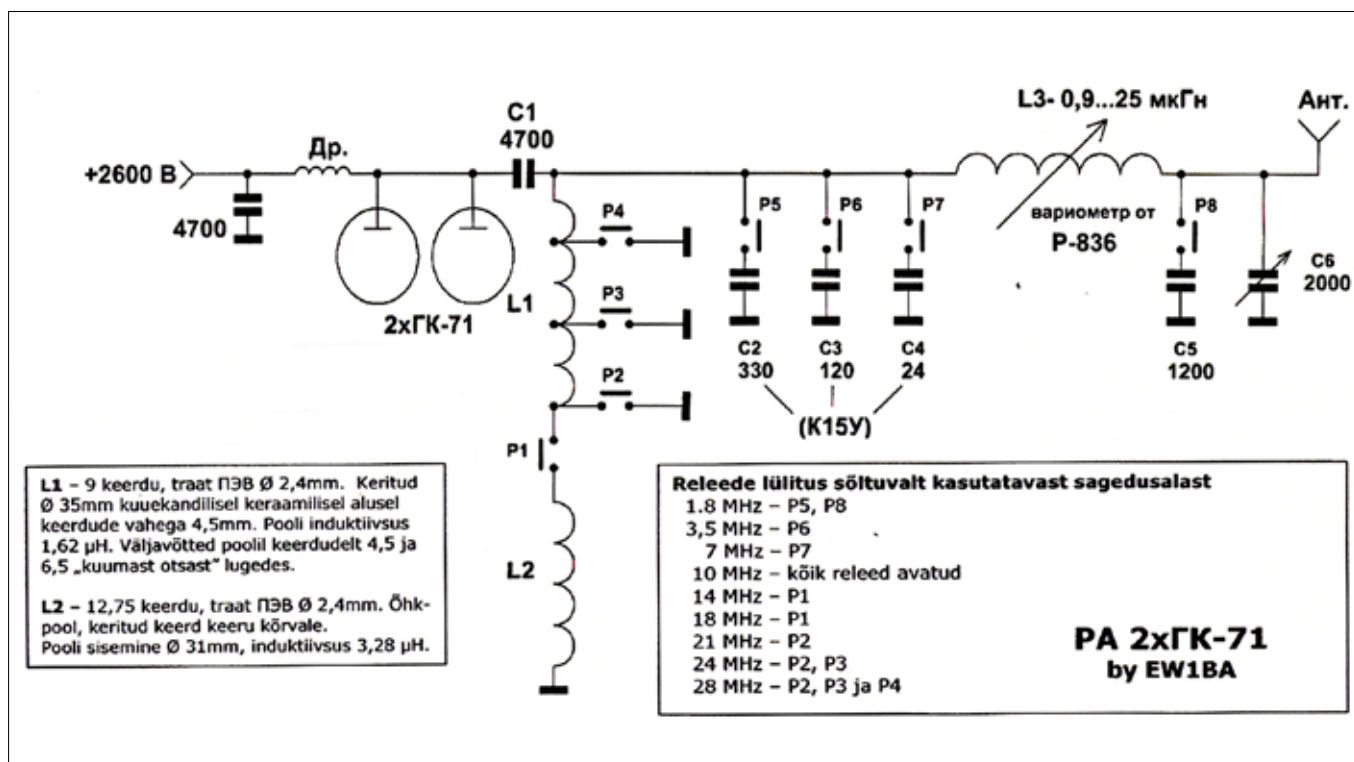 L3- 0,9...25 мкГн
Ант.
C1
4700
Др.
+2600 В
4700
2хГК-71
L1
P4
P3
P2
P1
L2
P5
P6
P7
вариометр от
Р-836
P8
C6
2000
C2
330
C3
120
C4
24
C5
1200
(К15У)
L1 – 9 keerdu, traat ПЭВ Ø 2,4mm. Keritud
Ø 35mm kuuekandilisel keraamilisel alusel
keerdude vahega 4,5mm. Pooli induktiivsus
1,62 µH. Väljavõtted poolil keerdudelt 4,5 ja
6,5 „kuumast otsast” lugedes.
L2 – 12,75 keerdu, traat ПЭВ Ø 2,4mm. Õhk-
pool, keritud keerd keeru kõrvale.
Pooli sisemine Ø 31mm, induktiivsus 3,28 µH.
Releede lülitus sõltuvalt kasutatavast sagedusalast
1.8 MHz – P5, P8
3,5 MHz – P6
7 MHz – P7
10 MHz – kõik releed avatud
14 MHz – P1
18 MHz – P1
21 MHz – P2
24 MHz – P2, P3
28 MHz – P2, P3 ja P4
PA 2xГК-71
by EW1BA